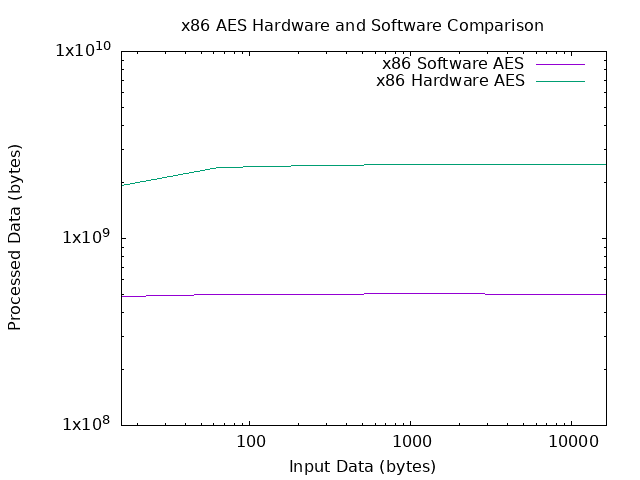 x86 AES Hardware and Software Comparison
1x10^10
x86 Software AES
x86 Hardware AES
Processed Data (bytes)
1x10^9
1x10^8
100 1000 10000
Input Data (bytes)